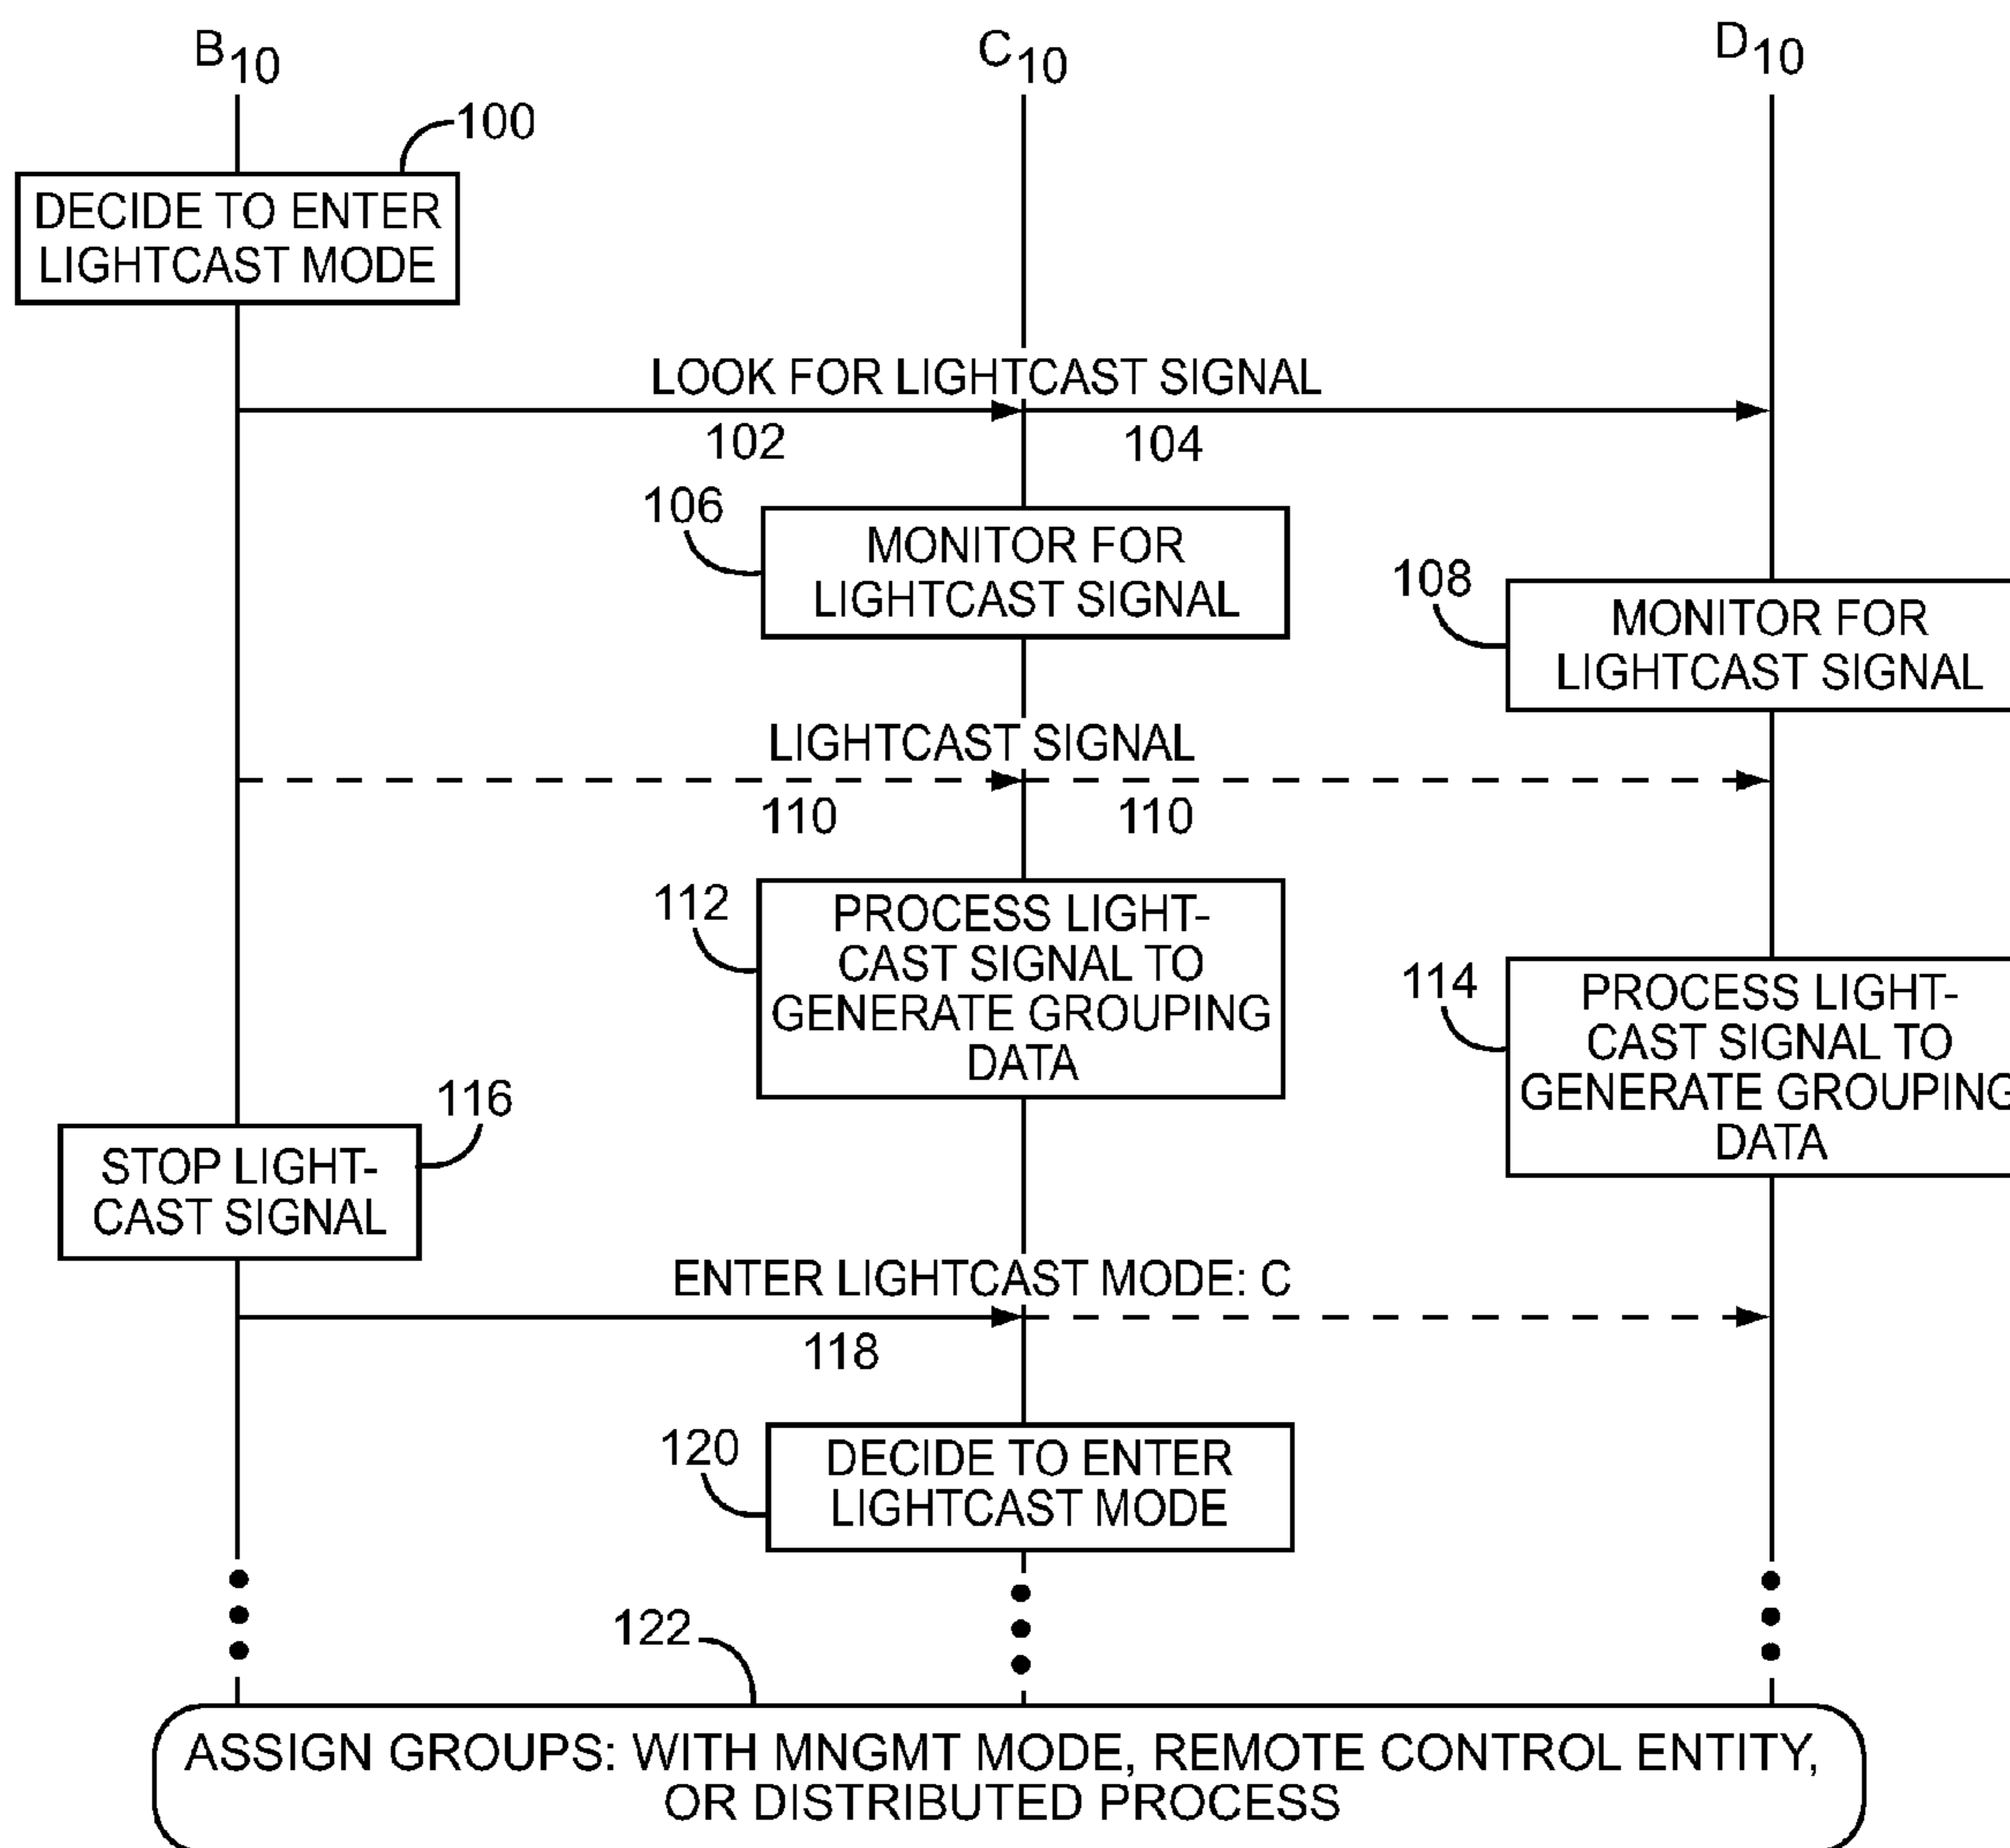 B10
C10
D10
100
DECIDE TO ENTER
LIGHTCAST MODE
LOOK FOR LIGHTCAST SIGNAL
102
104
106
MONITOR FOR
LIGHTCAST SIGNAL
108
MONITOR FOR
LIGHTCAST SIGNAL
LIGHTCAST SIGNAL
110
110
112
PROCESS LIGHT-
CAST SIGNAL TO
GENERATE GROUPING
DATA
114
PROCESS LIGHT-
CAST SIGNAL TO
GENERATE GROUPING
DATA
116
STOP LIGHT-
CAST SIGNAL
ENTER LIGHTCAST MODE: C
118
120
DECIDE TO ENTER
LIGHTCAST MODE
122
ASSIGN GROUPS: WITH MNGMT MODE, REMOTE CONTROL ENTITY,
OR DISTRIBUTED PROCESS